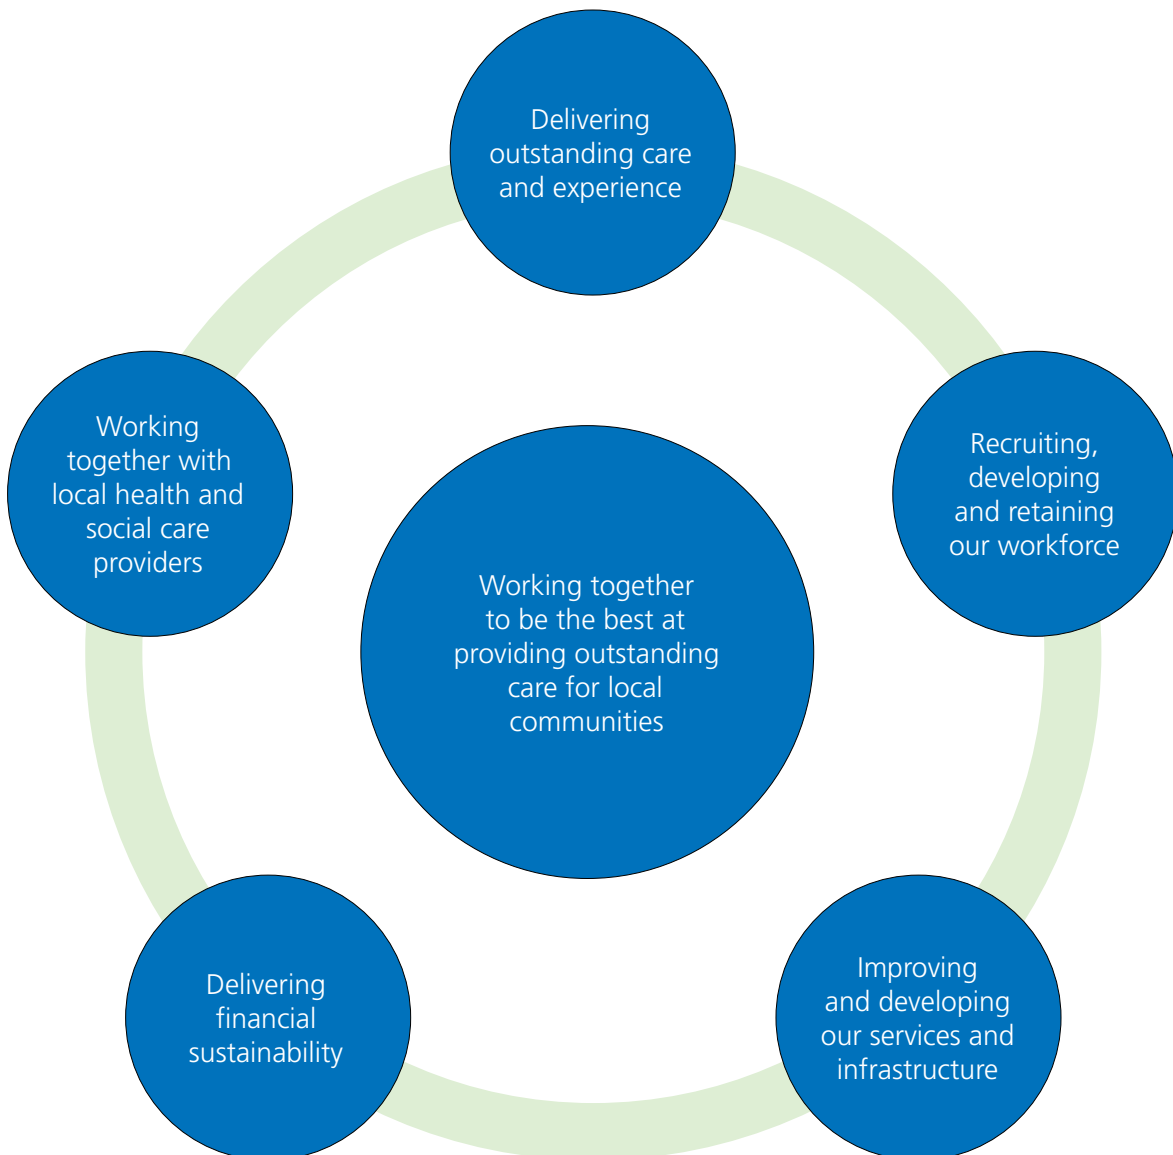 Delivering
outstanding care
and experience
Recruiting,
developing
and retaining
our workforce
Improving
and developing
our services and
infrastructure
Delivering
financial
sustainability
Working
together with
local health and
social care
providers
Working together
to be the best at
providing outstanding
care for local
communities